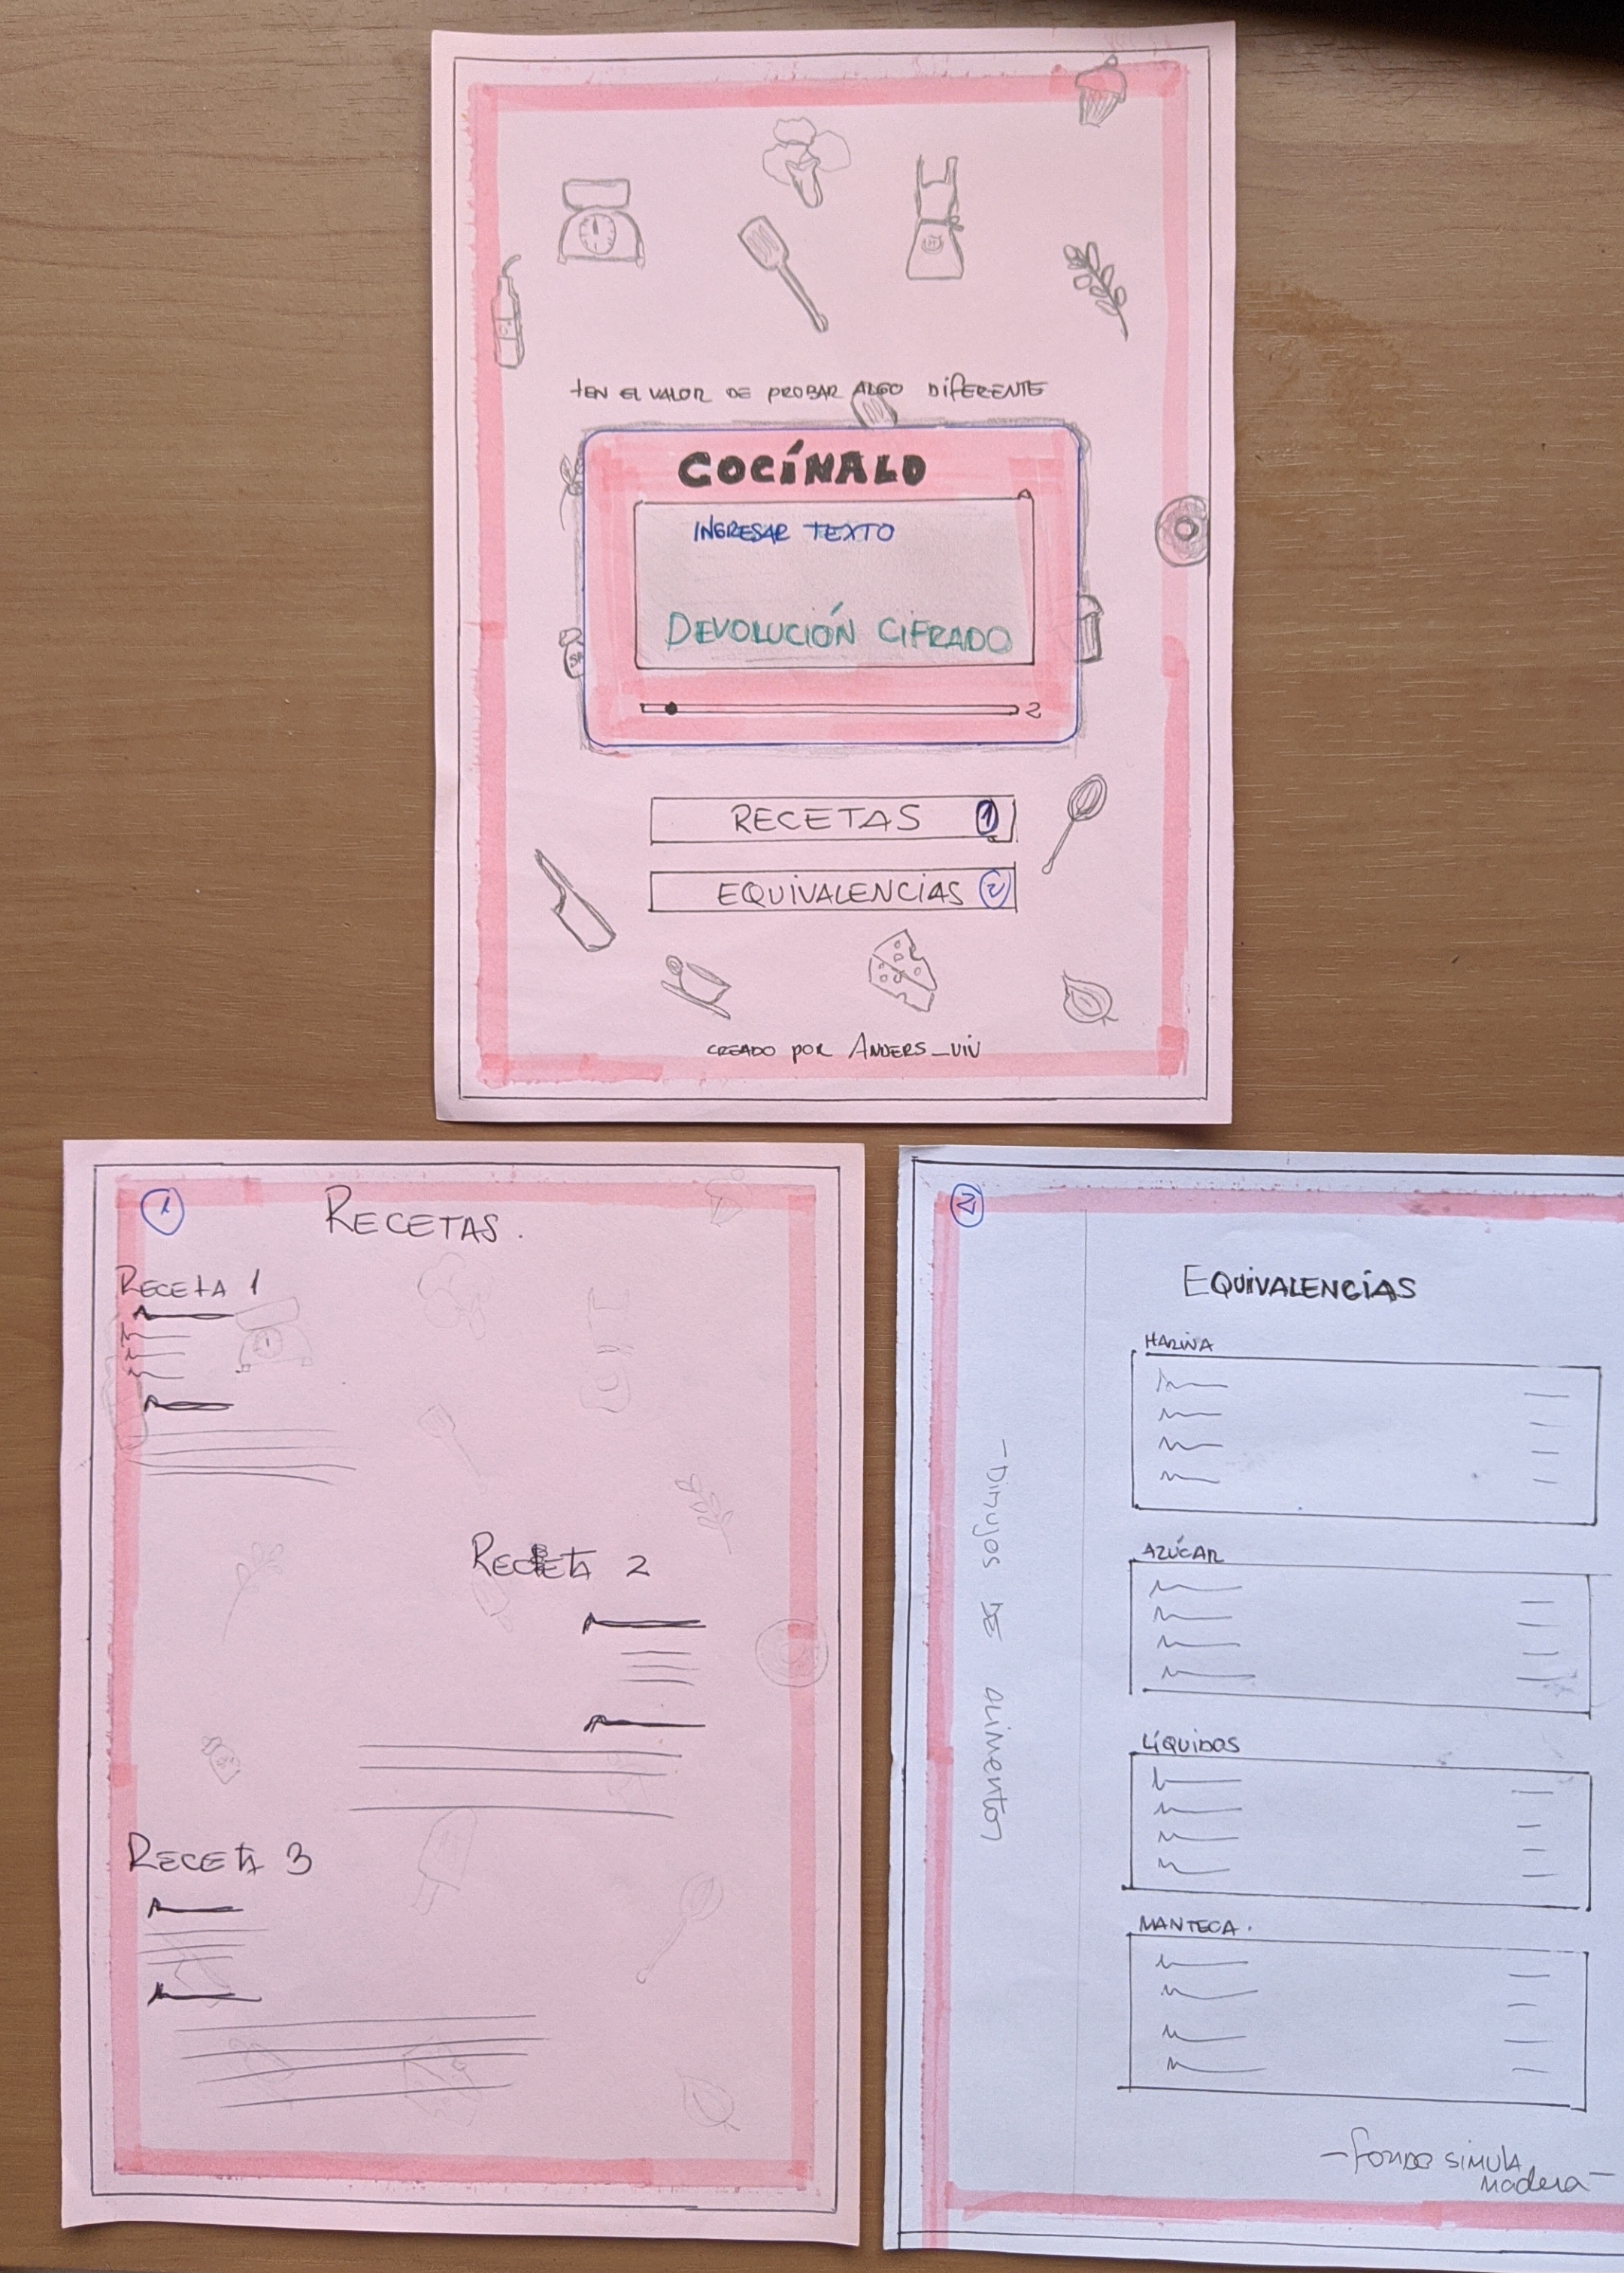 TEN EL VALOR DE PROBAR ALGO DIFERENTE
COCÍNALO
INGRESAR TEXTO
DEVOLUCIÓN CIFRADO
2
RECETAS 1
EQUIVALENCIAS 2
CREADO POR ANDERS_VIV
1
RECETAS.
RECETA 1
RECETA 2
RECETA 3
2
EQUIVALENCIAS
HARINA
AZÚCAR
LÍQUIDOS
MANTECA.
- Dinujos DE ALIMENTOS
- FONDO SIMULA
MADERA -